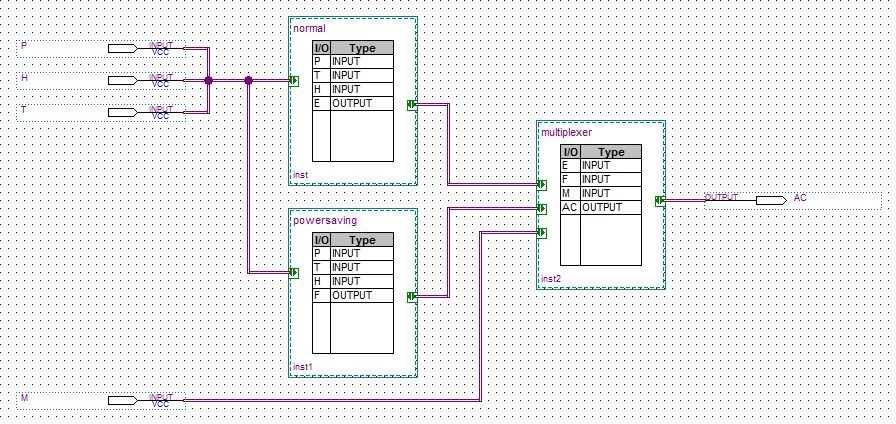 P INPUT
VCC
H INPUT
VCC
T INPUT
VCC
normal
I/O Type
P INPUT
T INPUT
H INPUT
E OUTPUT
inst
powersaving
I/O Type
P INPUT
T INPUT
H INPUT
F OUTPUT
inst1
multiplexer
I/O Type
E INPUT
F INPUT
M INPUT
AC OUTPUT
inst2
OUTPUT AC
M INPUT
VCC